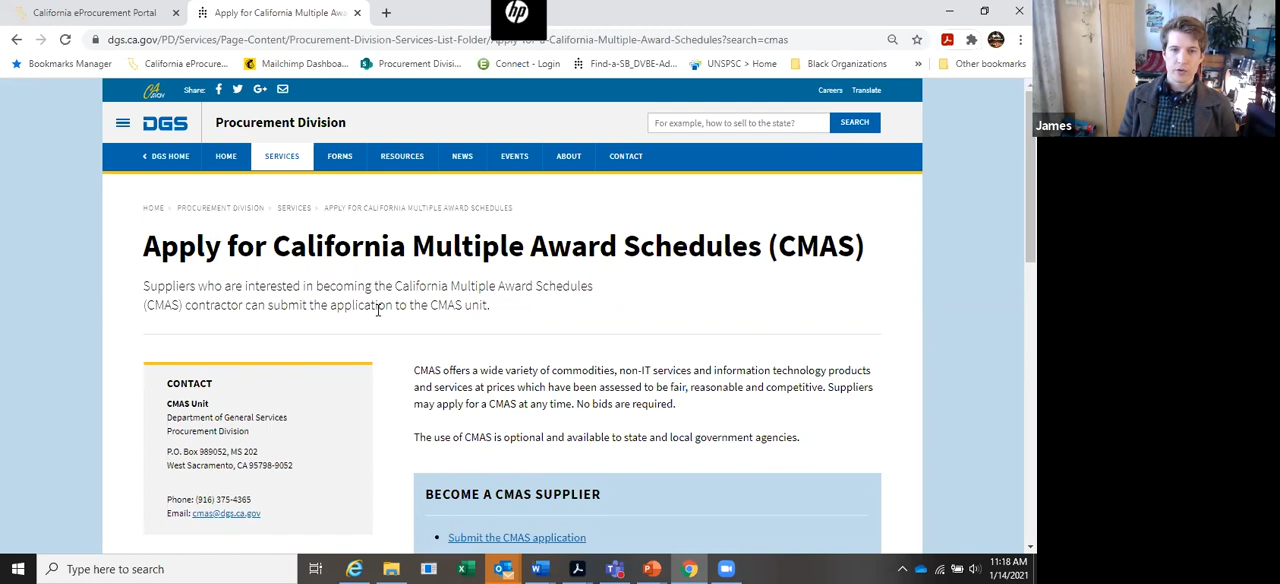 California eProcurement Portal
Apply for California Multiple Awa
hp
dgs.ca.gov/PD/Services/Page-Content/Procurement-Division-Services-List-Folder/Apply-for-a-California-Multiple-Award-Schedules?search=cmas
Bookmarks Manager
California eProcure...
Mailchimp Dashboa...
Procurement Divisi...
Connect - Login
Find-a-SB_DVBE-Ad...
UNSPSC > Home
Black Organizations
»
Other bookmarks
James
CA.GOV
Share:
Careers
Translate
DGS
Procurement Division
For example, how to sell to the state?
SEARCH
DGS HOME
HOME
SERVICES
FORMS
RESOURCES
NEWS
EVENTS
ABOUT
CONTACT
HOME
PROCUREMENT DIVISION
SERVICES
APPLY FOR CALIFORNIA MULTIPLE AWARD SCHEDULES
Apply for California Multiple Award Schedules (CMAS)
Suppliers who are interested in becoming the California Multiple Award Schedules
(CMAS) contractor can submit the application to the CMAS unit.
CONTACT
CMAS Unit
Department of General Services
Procurement Division
P.O. Box 989052, MS 202
West Sacramento, CA 95798-9052
Phone: (916) 375-4365
Email: cmas@dgs.ca.gov
CMAS offers a wide variety of commodities, non-IT services and information technology products
and services at prices which have been assessed to be fair, reasonable and competitive. Suppliers
may apply for a CMAS at any time. No bids are required.
The use of CMAS is optional and available to state and local government agencies.
BECOME A CMAS SUPPLIER
Submit the CMAS application
Type here to search
11:18 AM
1/14/2021